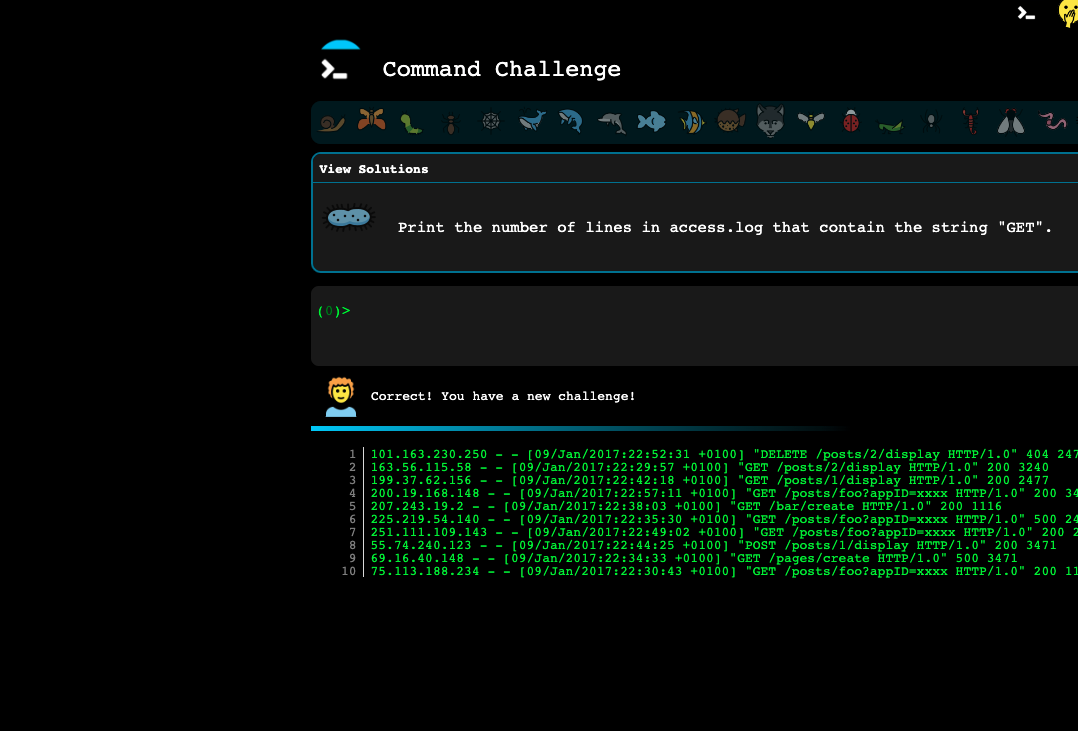 Command Challenge
View Solutions
Print the number of lines in access.log that contain the string "GET".
(0)>
Correct! You have a new challenge!
1 101.163.230.250 - - [09/Jan/2017:22:52:31 +0100] "DELETE /posts/2/display HTTP/1.0" 404 247
2 163.56.115.58 - - [09/Jan/2017:22:29:57 +0100] "GET /posts/2/display HTTP/1.0" 200 3240
3 199.37.62.156 - - [09/Jan/2017:22:42:18 +0100] "GET /posts/1/display HTTP/1.0" 200 2477
4 200.19.168.148 - - [09/Jan/2017:22:57:11 +0100] "GET /posts/foo?appID=xxxx HTTP/1.0" 200 34
5 207.243.19.2 - - [09/Jan/2017:22:38:03 +0100] "GET /bar/create HTTP/1.0" 200 1116
6 225.219.54.140 - - [09/Jan/2017:22:35:30 +0100] "GET /posts/foo?appID=xxxx HTTP/1.0" 500 24
7 251.111.109.143 - - [09/Jan/2017:22:49:02 +0100] "GET /posts/foo?appID=xxxx HTTP/1.0" 200 2
8 55.74.240.123 - - [09/Jan/2017:22:44:25 +0100] "POST /posts/1/display HTTP/1.0" 200 3471
9 69.16.40.148 - - [09/Jan/2017:22:34:33 +0100] "GET /pages/create HTTP/1.0" 500 3471
10 75.113.188.234 - - [09/Jan/2017:22:30:43 +0100] "GET /posts/foo?appID=xxxx HTTP/1.0" 200 11